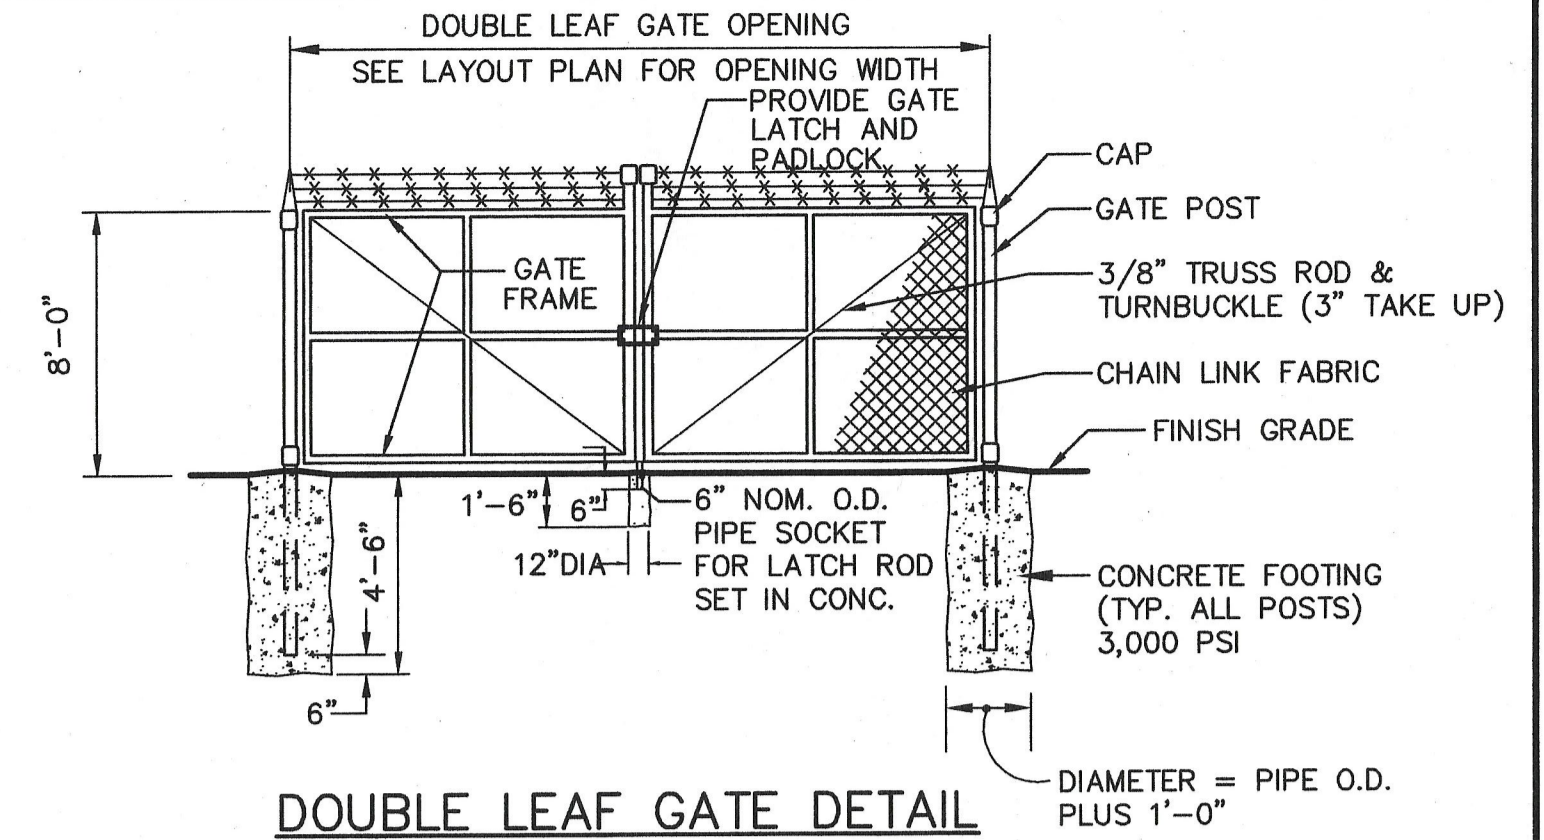 DOUBLE LEAF GATE OPENING
SEE LAYOUT PLAN FOR OPENING WIDTH
PROVIDE GATE
LATCH AND
PADLOCK
CAP
GATE POST
3/8" TRUSS ROD &
TURNBUCKLE (3" TAKE UP)
GATE
FRAME
8'-0"
CHAIN LINK FABRIC
FINISH GRADE
1'-6"
6"
6" NOM. O.D.
PIPE SOCKET
FOR LATCH ROD
SET IN CONC.
12"DIA
4'-6"
6"
CONCRETE FOOTING
(TYP. ALL POSTS)
3,000 PSI
DIAMETER = PIPE O.D.
PLUS 1'-0"
DOUBLE LEAF GATE DETAIL